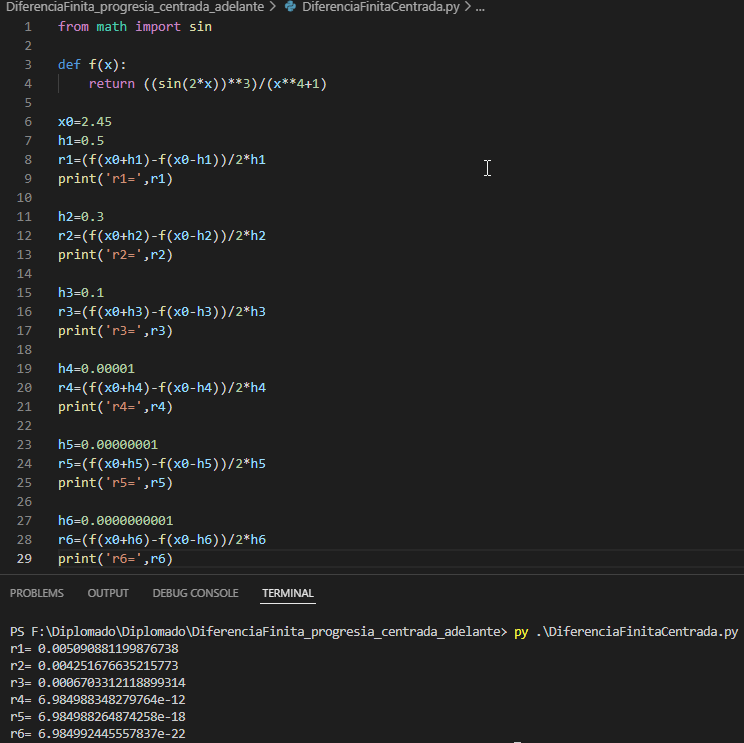 DiferenciaFinita_progresia_centrada_adelante > DiferenciaFinitaCentrada.py > ...
1 from math import sin
2
3 def f(x):
4     return ((sin(2*x))**3)/(x**4+1)
5
6 x0=2.45
7 h1=0.5
8 r1=(f(x0+h1)-f(x0-h1))/2*h1
9 print('r1=',r1)
10
11 h2=0.3
12 r2=(f(x0+h2)-f(x0-h2))/2*h2
13 print('r2=',r2)
14
15 h3=0.1
16 r3=(f(x0+h3)-f(x0-h3))/2*h3
17 print('r3=',r3)
18
19 h4=0.00001
20 r4=(f(x0+h4)-f(x0-h4))/2*h4
21 print('r4=',r4)
22
23 h5=0.00000001
24 r5=(f(x0+h5)-f(x0-h5))/2*h5
25 print('r5=',r5)
26
27 h6=0.0000000001
28 r6=(f(x0+h6)-f(x0-h6))/2*h6
29 print('r6=',r6)
PROBLEMS OUTPUT DEBUG CONSOLE TERMINAL
PS F:\Diplomado\Diplomado\DiferenciaFinita_progresia_centrada_adelante> py .\DiferenciaFinitaCentrada.py
r1= 0.005090881199876738
r2= 0.004251676635215773
r3= 0.0006703312118899314
r4= 6.984988348279764e-12
r5= 6.984988264874258e-18
r6= 6.984992445557837e-22